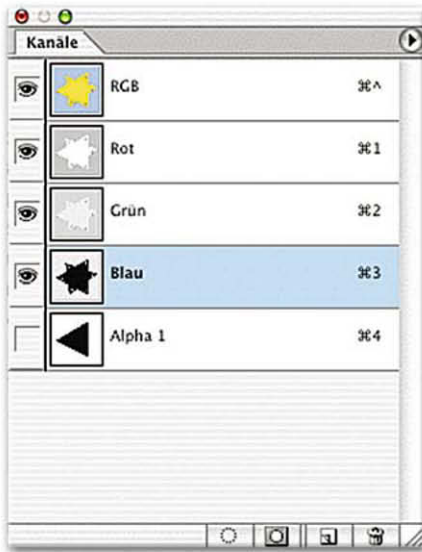 Kanäle
RGB ⌘^
Rot ⌘1
Grün ⌘2
Blau ⌘3
Alpha 1 ⌘4